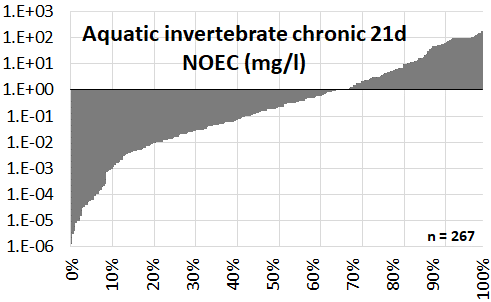 Aquatic invertebrate chronic 21d
NOEC (mg/l)
1.E+03
1.E+02
1.E+01
1.E+00
1.E-01
1.E-02
1.E-03
1.E-04
1.E-05
1.E-06
n = 267
0%
10%
20%
30%
40%
50%
60%
70%
80%
90%
100%